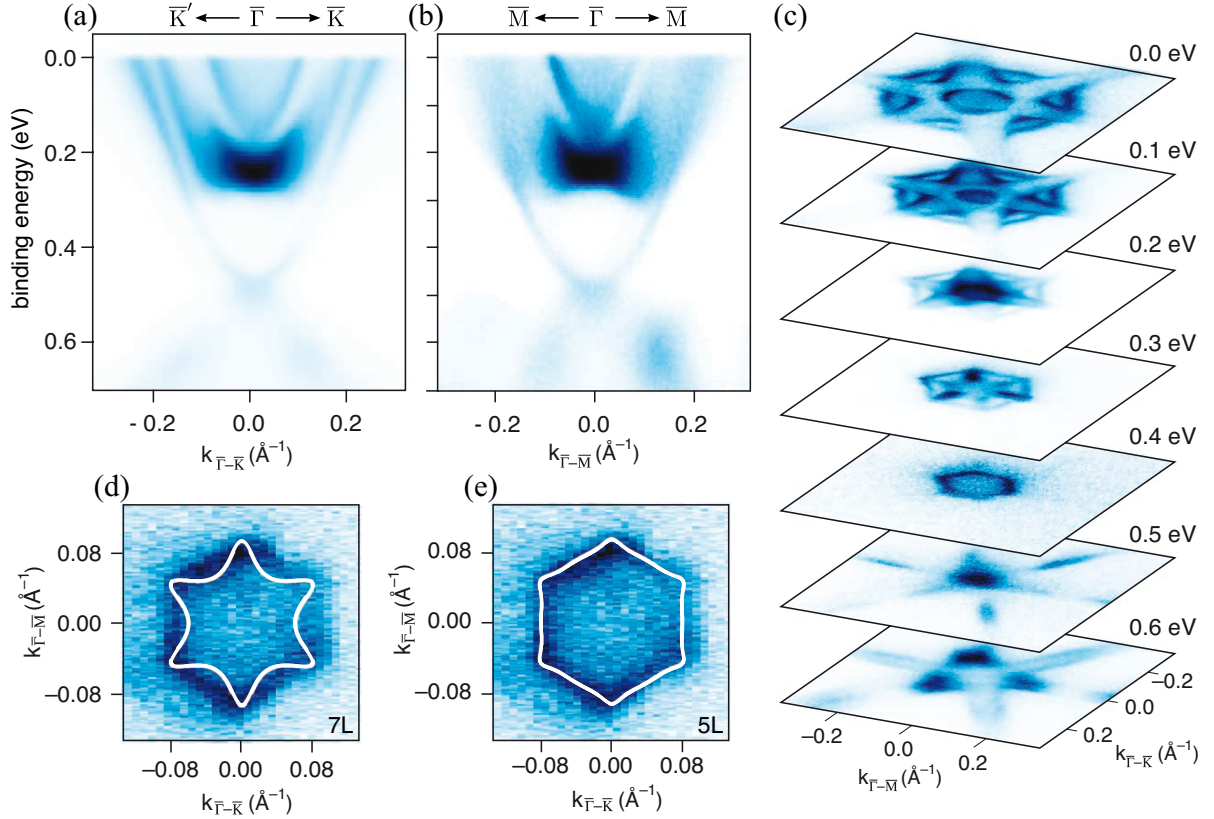 (a)
K̅′ ← Γ̅ → K̅
0.0
0.2
0.4
0.6
binding energy (eV)
- 0.2
0.0
0.2
k Γ̅–K̅ (Å⁻¹)
(b)
M̅ ← Γ̅ → M̅
- 0.2
0.0
0.2
k Γ̅–M̅ (Å⁻¹)
(c)
0.0 eV
0.1 eV
0.2 eV
0.3 eV
0.4 eV
0.5 eV
0.6 eV
–0.2
0.0
0.2
k Γ̅–M̅ (Å⁻¹)
–0.2
0.0
0.2
k Γ̅–K̅ (Å⁻¹)
(d)
0.08
0.00
–0.08
k Γ̅–M̅ (Å⁻¹)
7L
–0.08
0.00
0.08
k Γ̅–K̅ (Å⁻¹)
(e)
0.08
0.00
–0.08
k Γ̅–M̅ (Å⁻¹)
5L
–0.08
0.00
0.08
k Γ̅–K̅ (Å⁻¹)